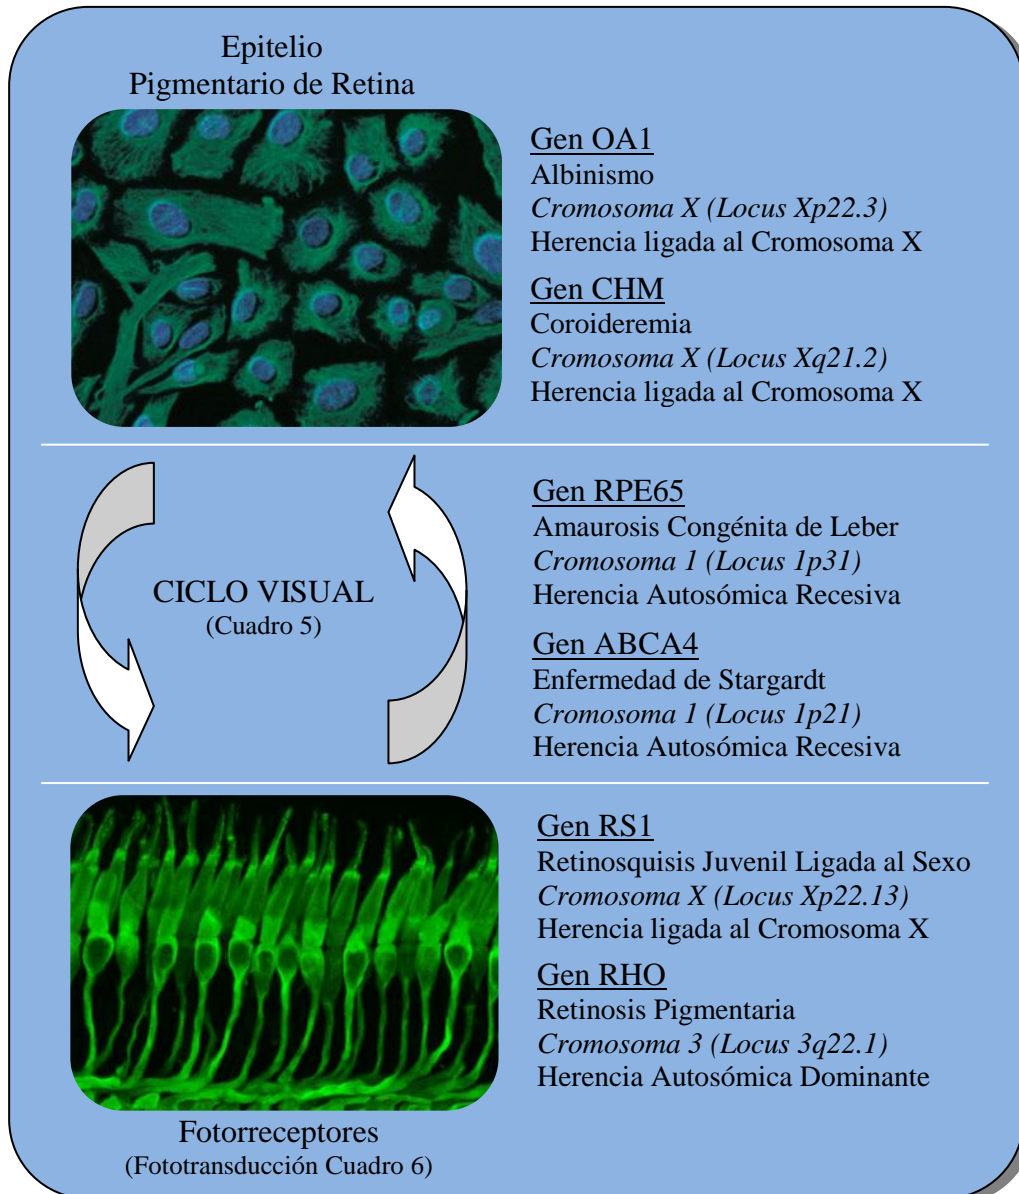 Epitelio
Pigmentario de Retina
Gen OA1
Albinismo
Cromosoma X (Locus Xp22.3)
Herencia ligada al Cromosoma X
Gen CHM
Coroideremia
Cromosoma X (Locus Xq21.2)
Herencia ligada al Cromosoma X
CICLO VISUAL
(Cuadro 5)
Gen RPE65
Amaurosis Congénita de Leber
Cromosoma 1 (Locus 1p31)
Herencia Autosómica Recesiva
Gen ABCA4
Enfermedad de Stargardt
Cromosoma 1 (Locus 1p21)
Herencia Autosómica Recesiva
Gen RS1
Retinosquisis Juvenil Ligada al Sexo
Cromosoma X (Locus Xp22.13)
Herencia ligada al Cromosoma X
Gen RHO
Retinosis Pigmentaria
Cromosoma 3 (Locus 3q22.1)
Herencia Autosómica Dominante
Fotorreceptores
(Fototransducción Cuadro 6)